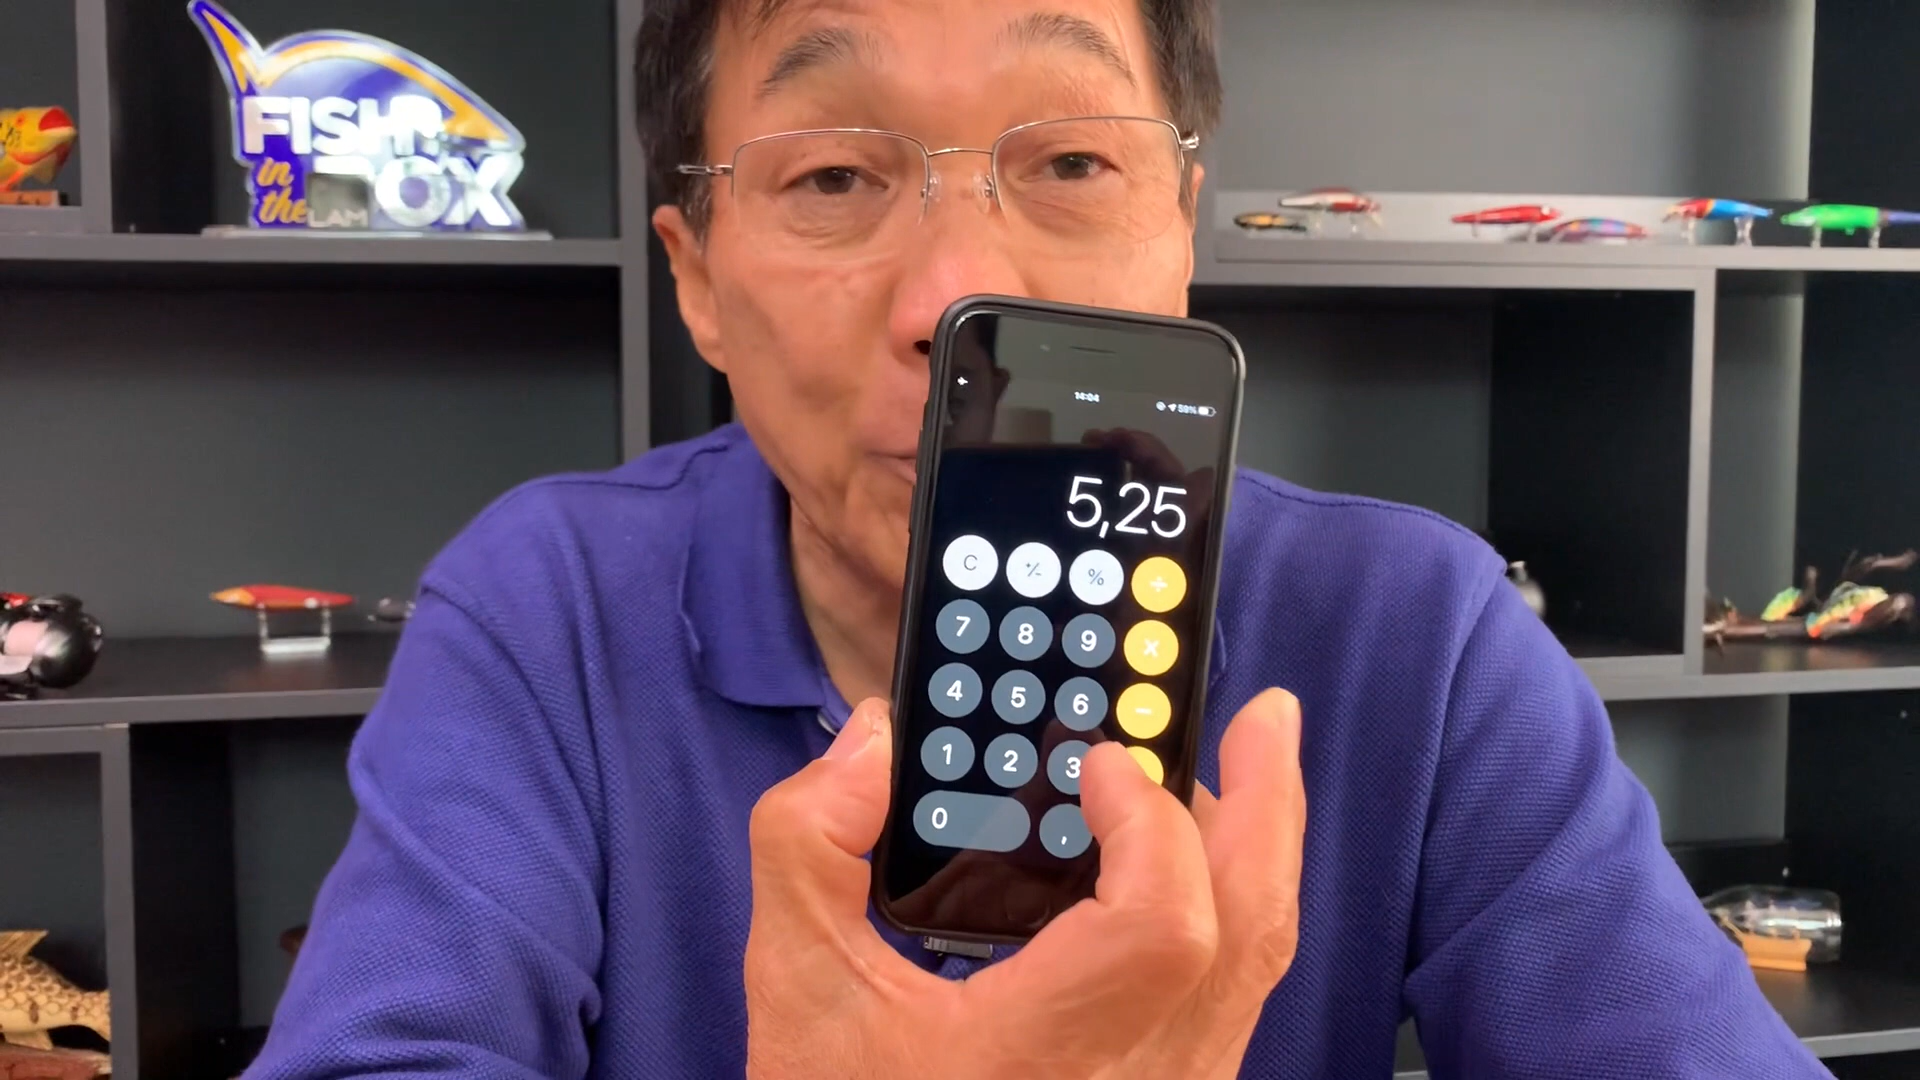 FISH
in
the BOX
LAM
14:04
59%
5,25
C +/- % ÷
7 8 9 ×
4 5 6 −
1 2 3
0 ,